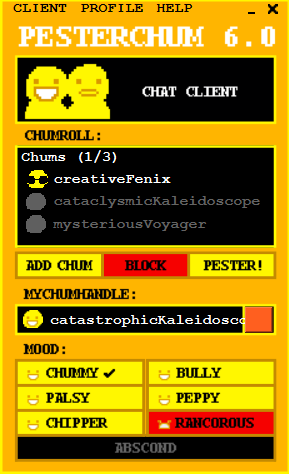 CLIENT PROFILE HELP
PESTERCHUM 6.0
CHAT CLIENT
CHUMROLL:
Chums (1/3)
creativeFenix
cataclysmicKaleidoscope
mysteriousVoyager
ADD CHUM BLOCK PESTER!
MYCHUMHANDLE:
catastrophicKaleidosco
MOOD:
CHUMMY BULLY
PALSY PEPPY
CHIPPER RANCOROUS
ABSCOND